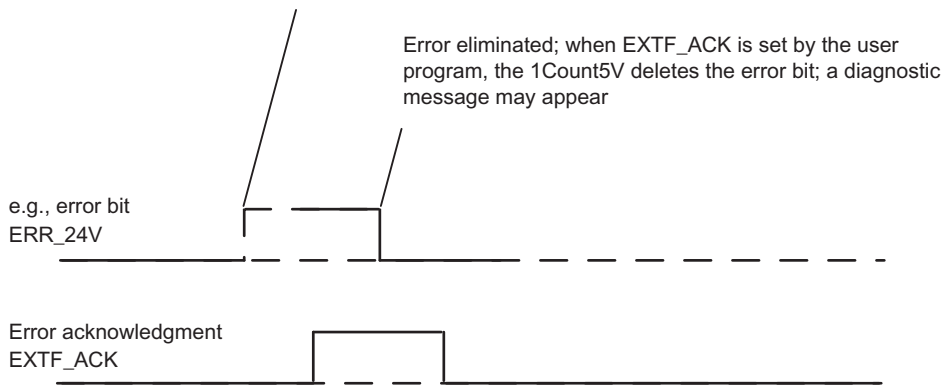 Error eliminated; when EXTF_ACK is set by the user
program, the 1Count5V deletes the error bit; a diagnostic
message may appear
e.g., error bit
ERR_24V
Error acknowledgment
EXTF_ACK